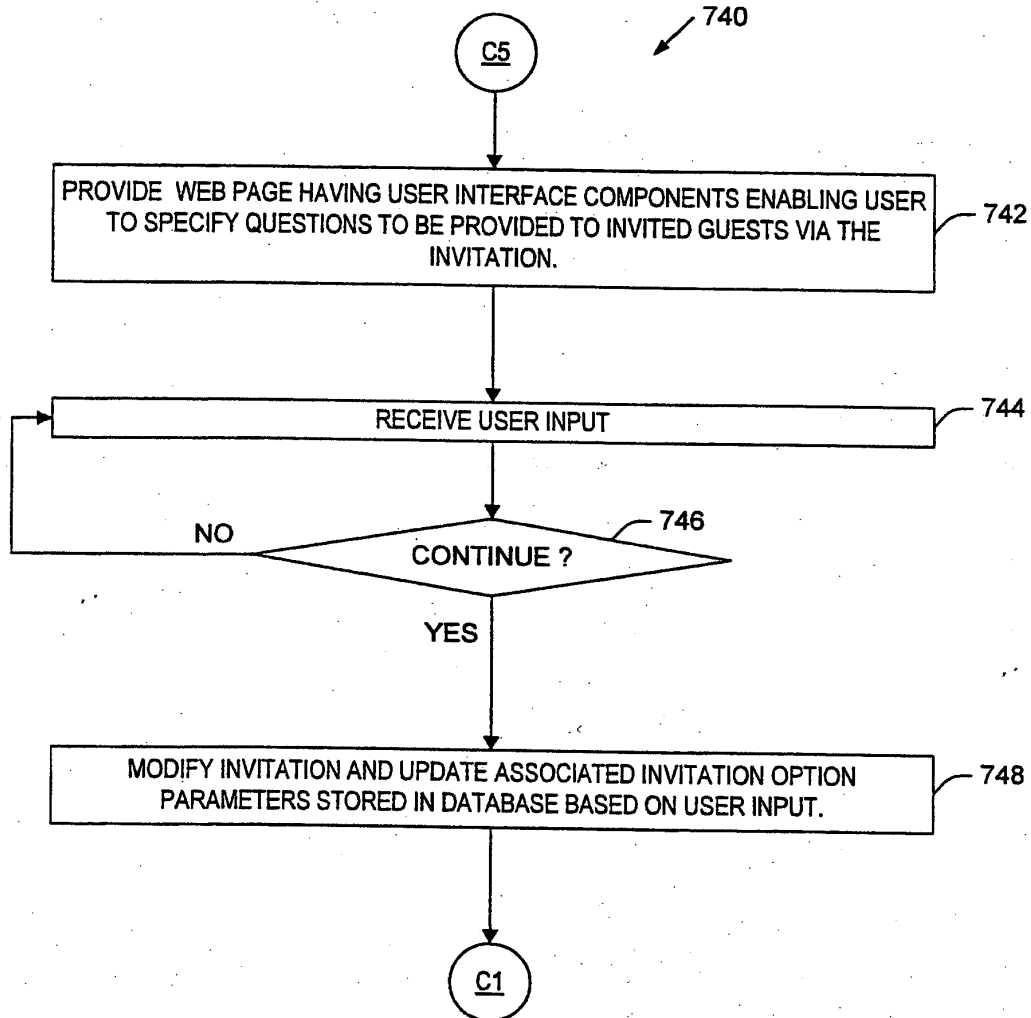 740
C5
PROVIDE WEB PAGE HAVING USER INTERFACE COMPONENTS ENABLING USER
TO SPECIFY QUESTIONS TO BE PROVIDED TO INVITED GUESTS VIA THE
INVITATION.
742
RECEIVE USER INPUT
744
746
NO
CONTINUE ?
YES
MODIFY INVITATION AND UPDATE ASSOCIATED INVITATION OPTION
PARAMETERS STORED IN DATABASE BASED ON USER INPUT.
748
C1